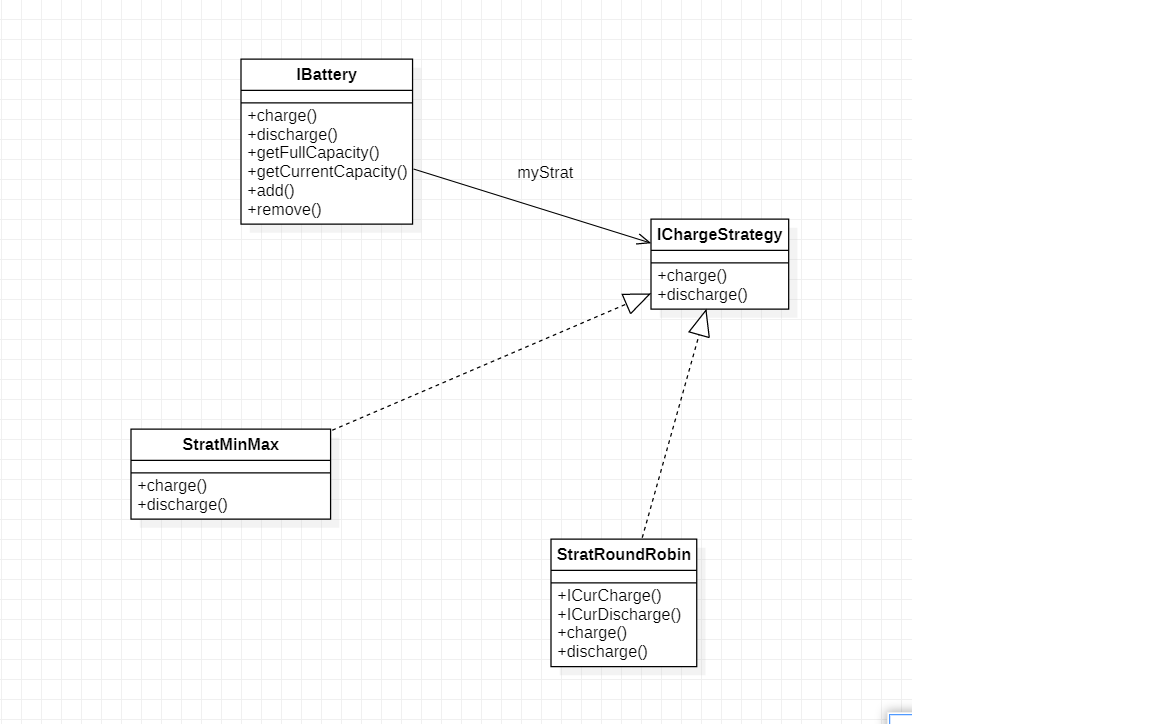 IBattery
+charge()
+discharge()
+getFullCapacity()
+getCurrentCapacity()
+add()
+remove()
myStrat
IChargeStrategy
+charge()
+discharge()
StratMinMax
+charge()
+discharge()
StratRoundRobin
+ICurCharge()
+ICurDischarge()
+charge()
+discharge()